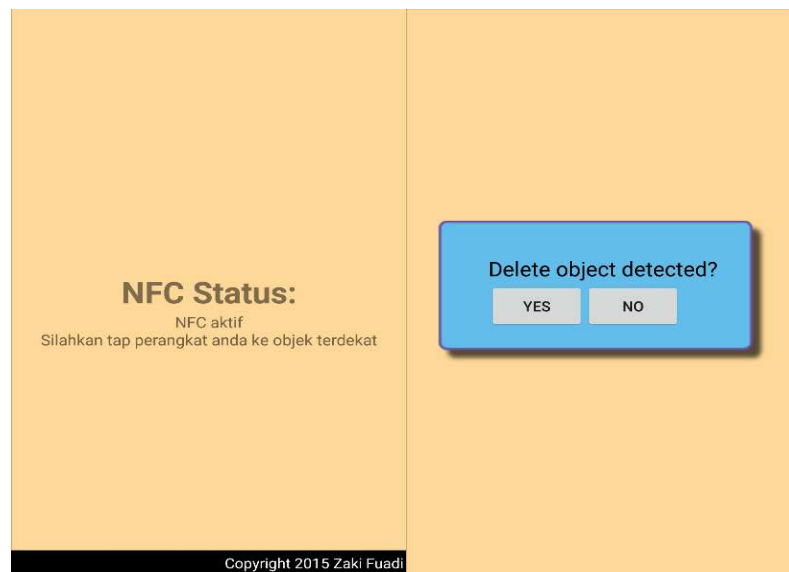 NFC Status:
NFC aktif
Silahkan tap perangkat anda ke objek terdekat
Copyright 2015 Zaki Fuadi
Delete object detected?
YES NO